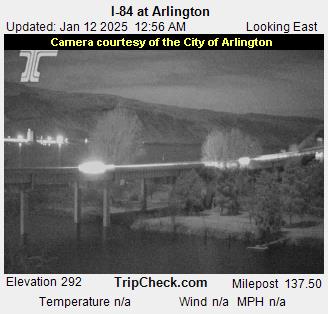 I-84 at Arlington
Updated: Jan 12 2025 12:56 AM Looking East
Camera courtesy of the City of Arlington
Elevation 292 TripCheck.com Milepost 137.50
Temperature n/a Wind n/a MPH n/a